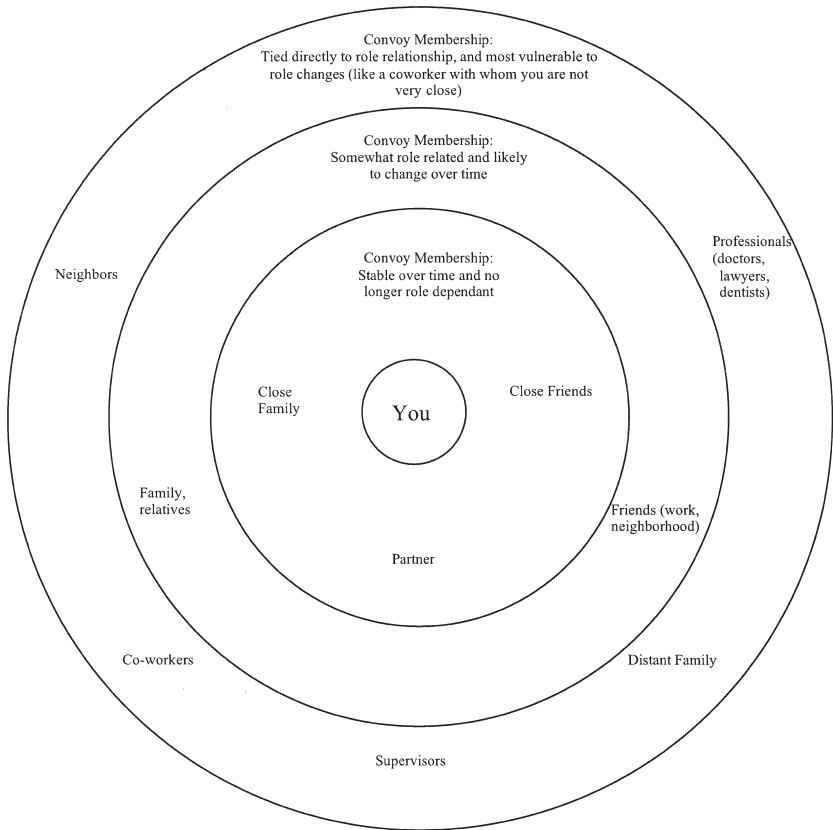 Convoy Membership:
Tied directly to role relationship, and most vulnerable to
role changes (like a coworker with whom you are not
very close)
Convoy Membership:
Somewhat role related and likely
to change over time
Convoy Membership:
Stable over time and no
longer role dependant
Neighbors
Professionals
(doctors,
lawyers,
dentists)
Close
Family
You
Close Friends
Family,
relatives
Friends (work,
neighborhood)
Partner
Co-workers
Distant Family
Supervisors